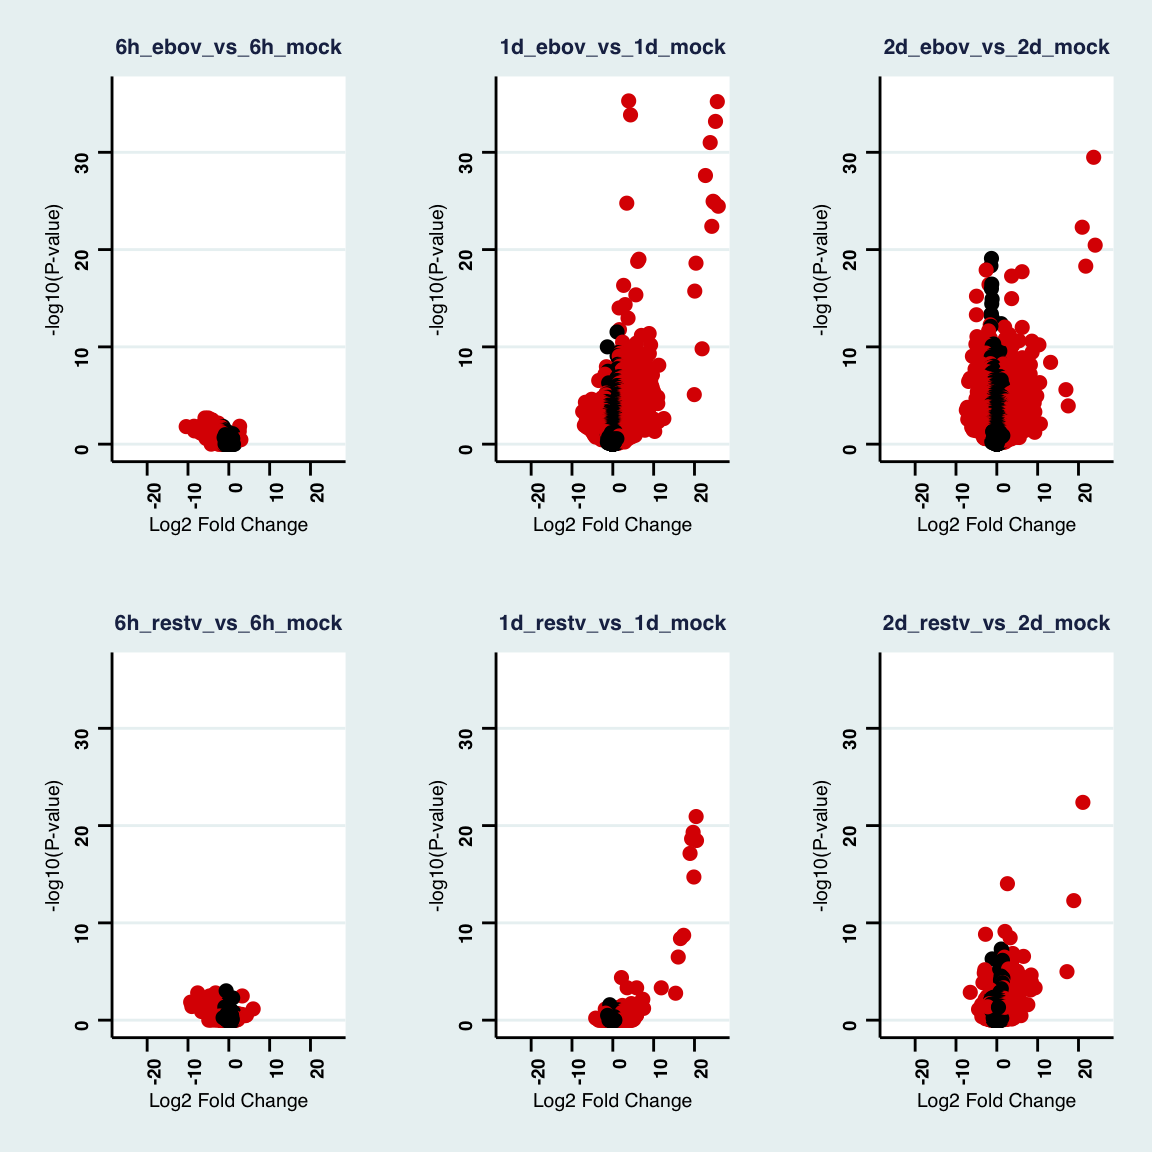 6h_ebov_vs_6h_mock
-log10(P-value)
0 10 20 30
-20 -10 0 10 20
Log2 Fold Change
1d_ebov_vs_1d_mock
-log10(P-value)
0 10 20 30
-20 -10 0 10 20
Log2 Fold Change
2d_ebov_vs_2d_mock
-log10(P-value)
0 10 20 30
-20 -10 0 10 20
Log2 Fold Change
6h_restv_vs_6h_mock
-log10(P-value)
0 10 20 30
-20 -10 0 10 20
Log2 Fold Change
1d_restv_vs_1d_mock
-log10(P-value)
0 10 20 30
-20 -10 0 10 20
Log2 Fold Change
2d_restv_vs_2d_mock
-log10(P-value)
0 10 20 30
-20 -10 0 10 20
Log2 Fold Change